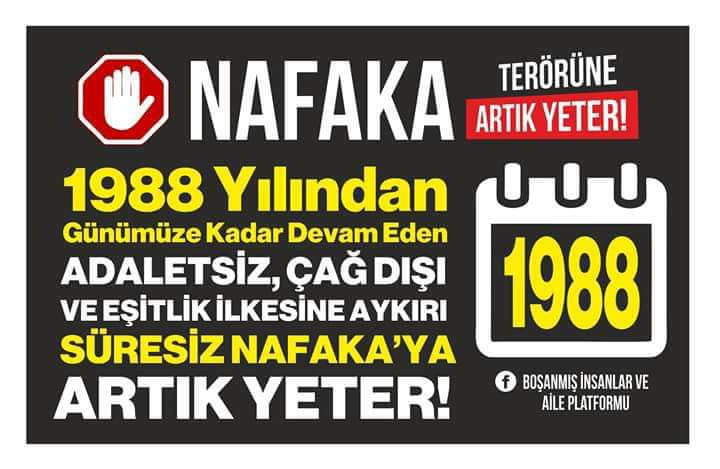 NAFAKA
TERÖRÜNE
ARTIK YETER!
1988 Yılından
Günümüze Kadar Devam Eden
ADALETSİZ, ÇAĞ DIŞI
VE EŞİTLİK İLKESİNE AYKIRI
SÜRESİZ NAFAKA'YA
ARTIK YETER!
1988
f BOŞANMIŞ İNSANLAR VE
AİLE PLATFORMU